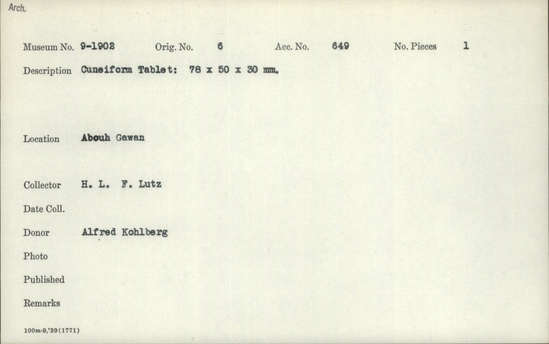 Arch.
Museum No. 9-1902 Orig. No. 6 Acc. No. 649 No. Pieces 1
Description Cuneiform Tablet: 78 x 50 x 30 mm.
Location Abouh Gawan
Collector H. L. F. Lutz
Date Coll.
Donor Alfred Kohlberg
Photo
Published
Remarks
100m-9,'39(1771)